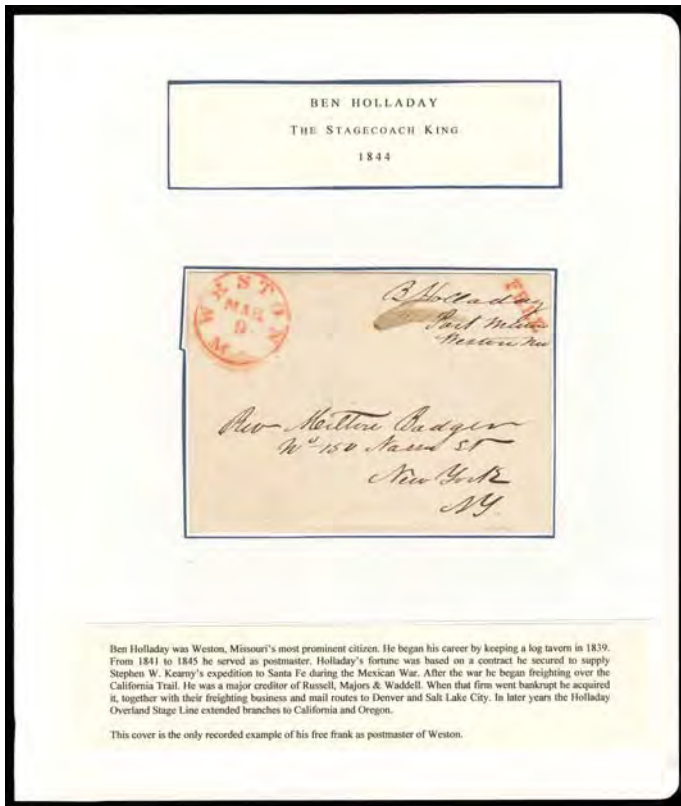 BEN HOLLADAY
THE STAGECOACH KING
1844
WESTON
MAR
9
FREE
B Holladay
Post
Weston
Rev Milton Badger
No 150 Nassau St
New York
NY
Ben Holladay was Weston, Missouri's most prominent citizen. He began his career by keeping a log tavern in 1839.
From 1841 to 1845 he served as postmaster. Holladay's fortune was based on a contract he secured to supply
Stephen W. Kearny's expedition to Santa Fe during the Mexican War. After the war he began freighting over the
California Trail. He was a major creditor of Russell, Majors & Waddell. When that firm went bankrupt he acquired
it, together with their freighting business and mail routes to Denver and Salt Lake City. In later years the Holladay
Overland Stage Line extended branches to California and Oregon.
This cover is the only recorded example of his free frank as postmaster of Weston.